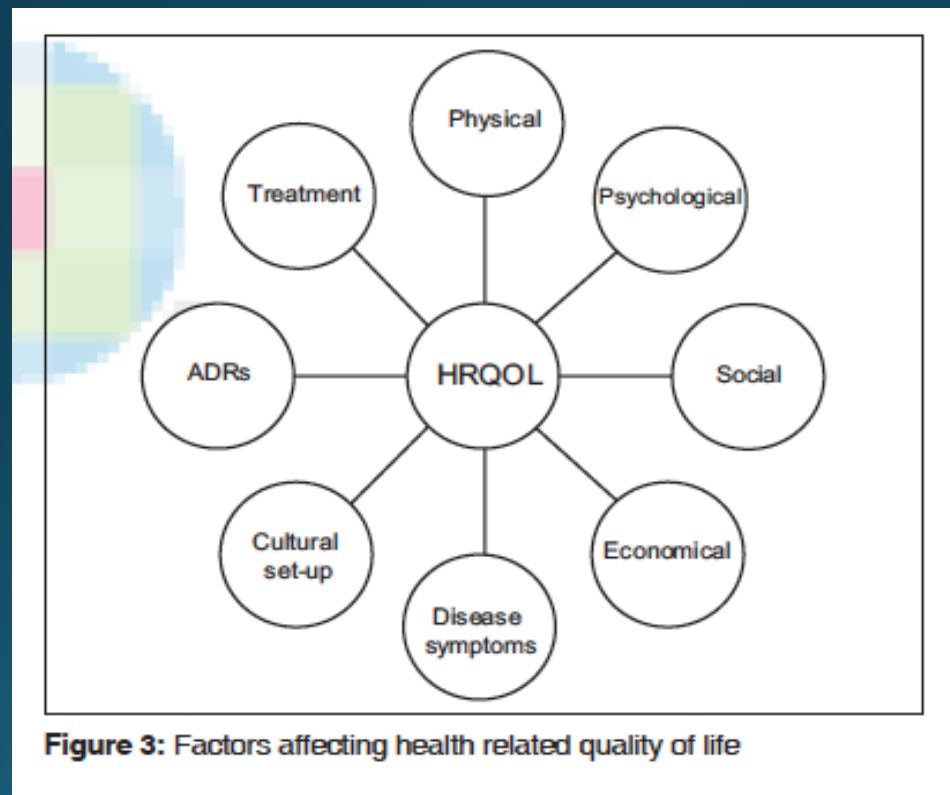 Physical
Treatment
Psychological
ADRs
HRQOL
Social
Cultural
set-up
Economical
Disease
symptoms
Figure 3: Factors affecting health related quality of life